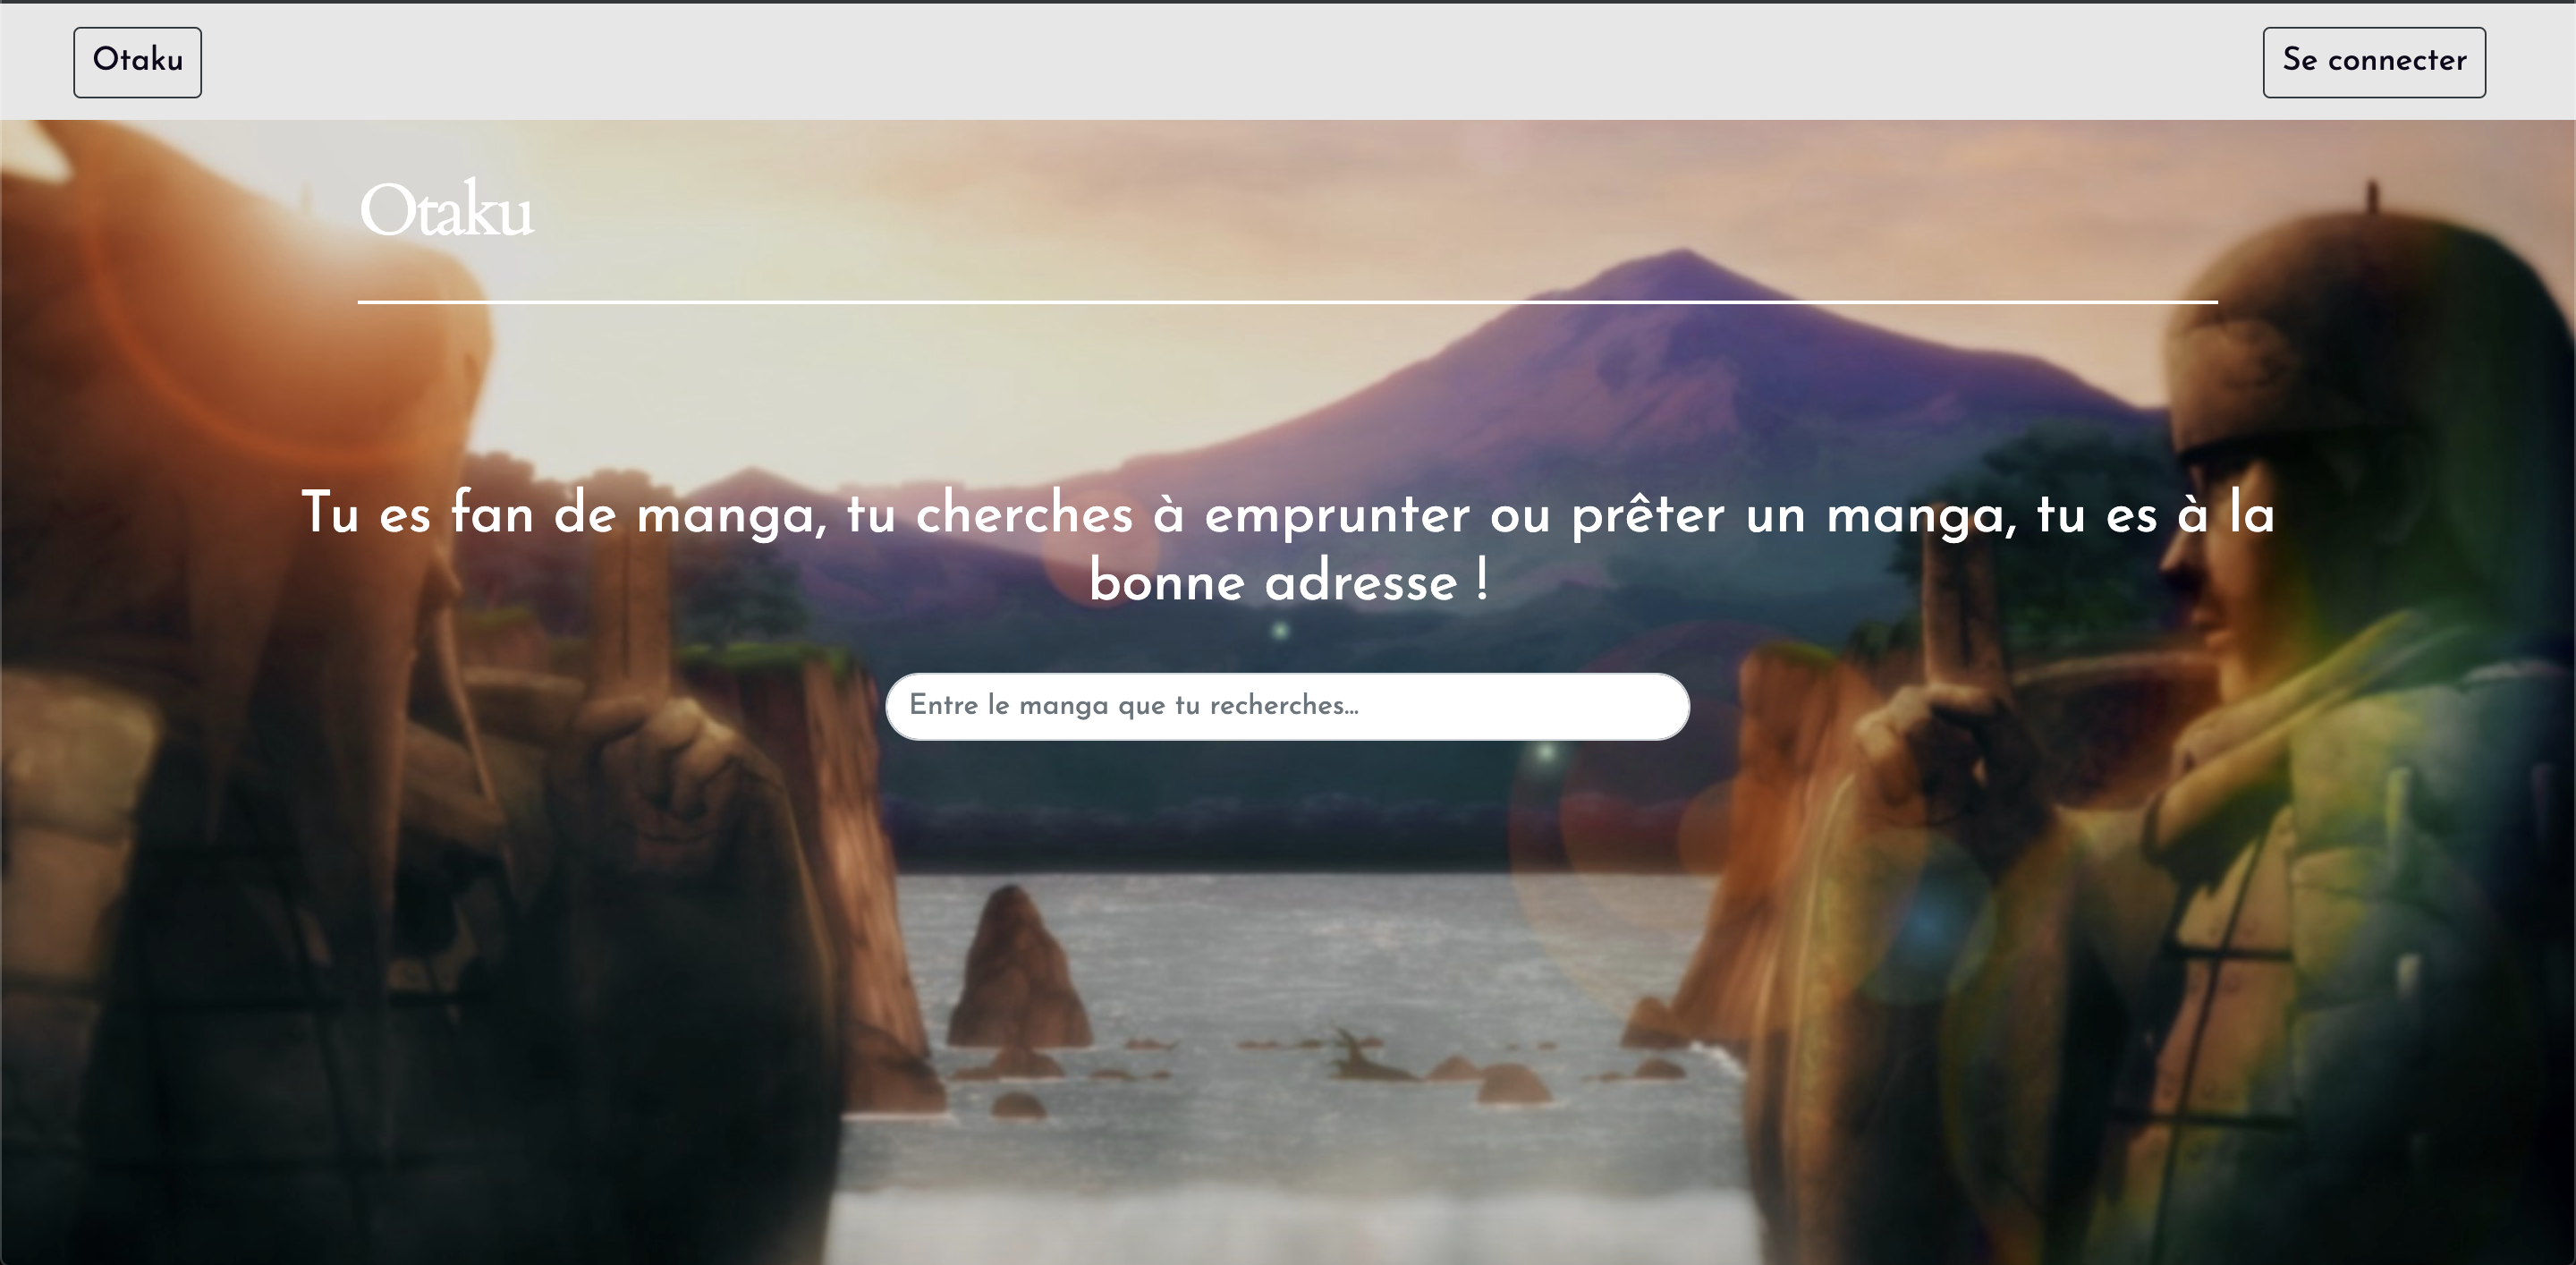 Otaku
Se connecter
Otaku
Tu es fan de manga, tu cherches à emprunter ou prêter un manga, tu es à la
bonne adresse !
Entre le manga que tu recherches...